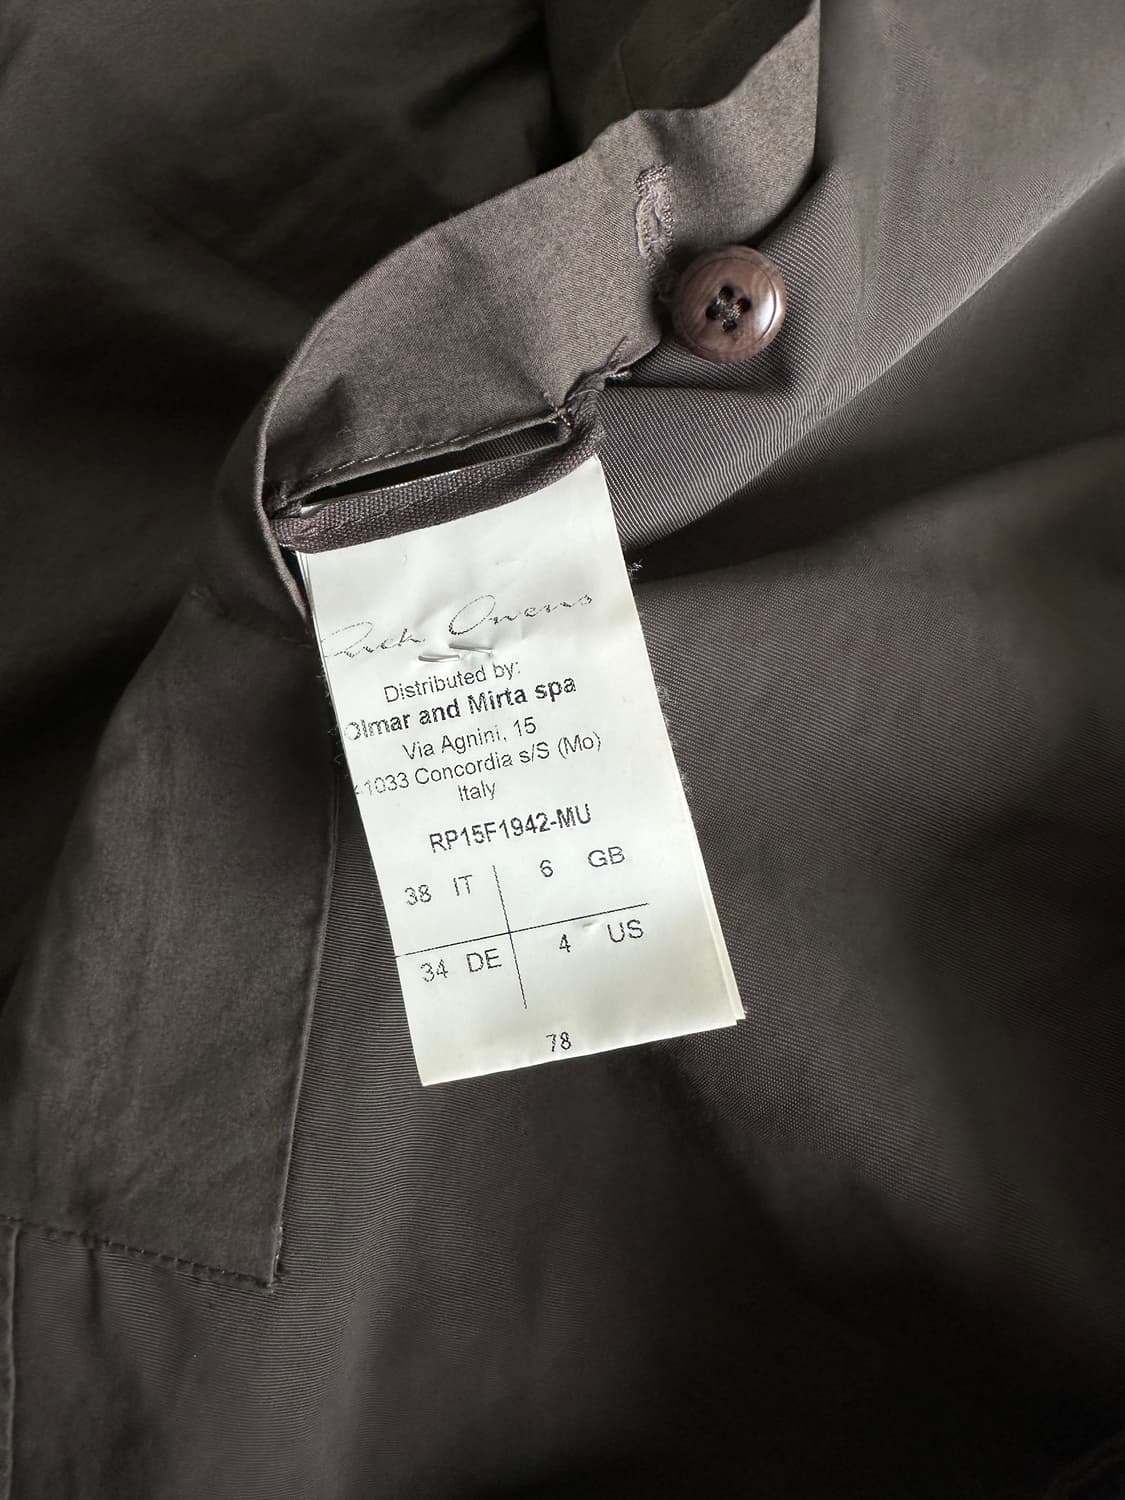 Rick Owens
Distributed by:
Olmar and Mirta spa
Via Agnini, 15
41033 Concordia s/S (Mo)
Italy
RP15F1942-MU
38 IT 6 GB
34 DE 4 US
78